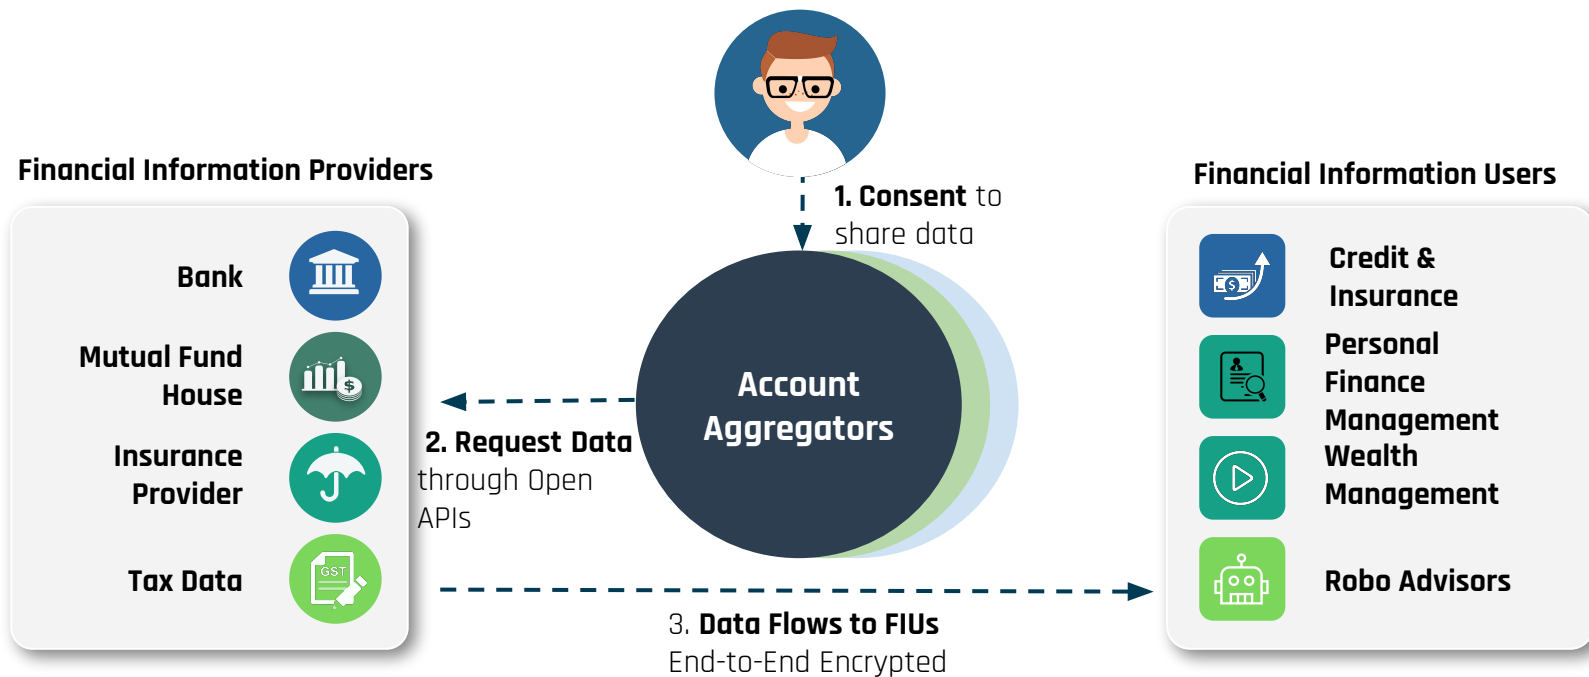 Financial Information Providers
Bank
Mutual Fund
House
Insurance
Provider
Tax Data
GST
1. Consent to
share data
Account
Aggregators
2. Request Data
through Open
APIs
3. Data Flows to FIUs
End-to-End Encrypted
Financial Information Users
Credit &
Insurance
Personal
Finance
Management
Wealth
Management
Robo Advisors